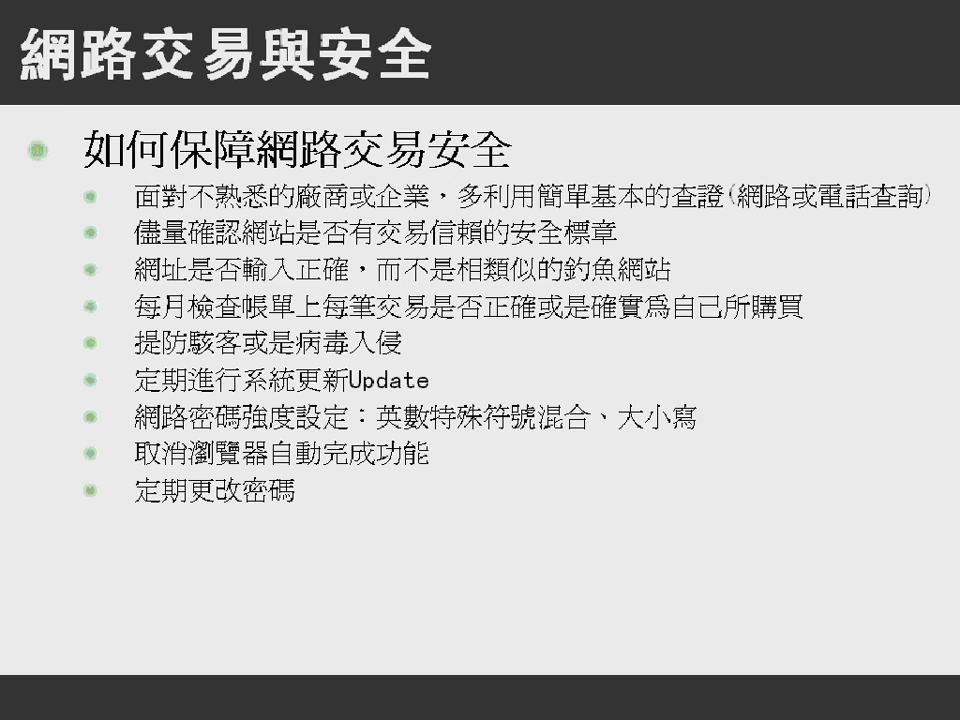 網路交易與安全
如何保障網路交易安全
面對不熟悉的廠商或企業，多利用簡單基本的查證(網路或電話查詢)
儘量確認網站是否有交易信賴的安全標章
網址是否輸入正確，而不是相類似的釣魚網站
每月檢查帳單上每筆交易是否正確或是確實為自己所購買
提防駭客或是病毒入侵
定期進行系統更新Update
網路密碼強度設定：英數特殊符號混合、大小寫
取消瀏覽器自動完成功能
定期更改密碼